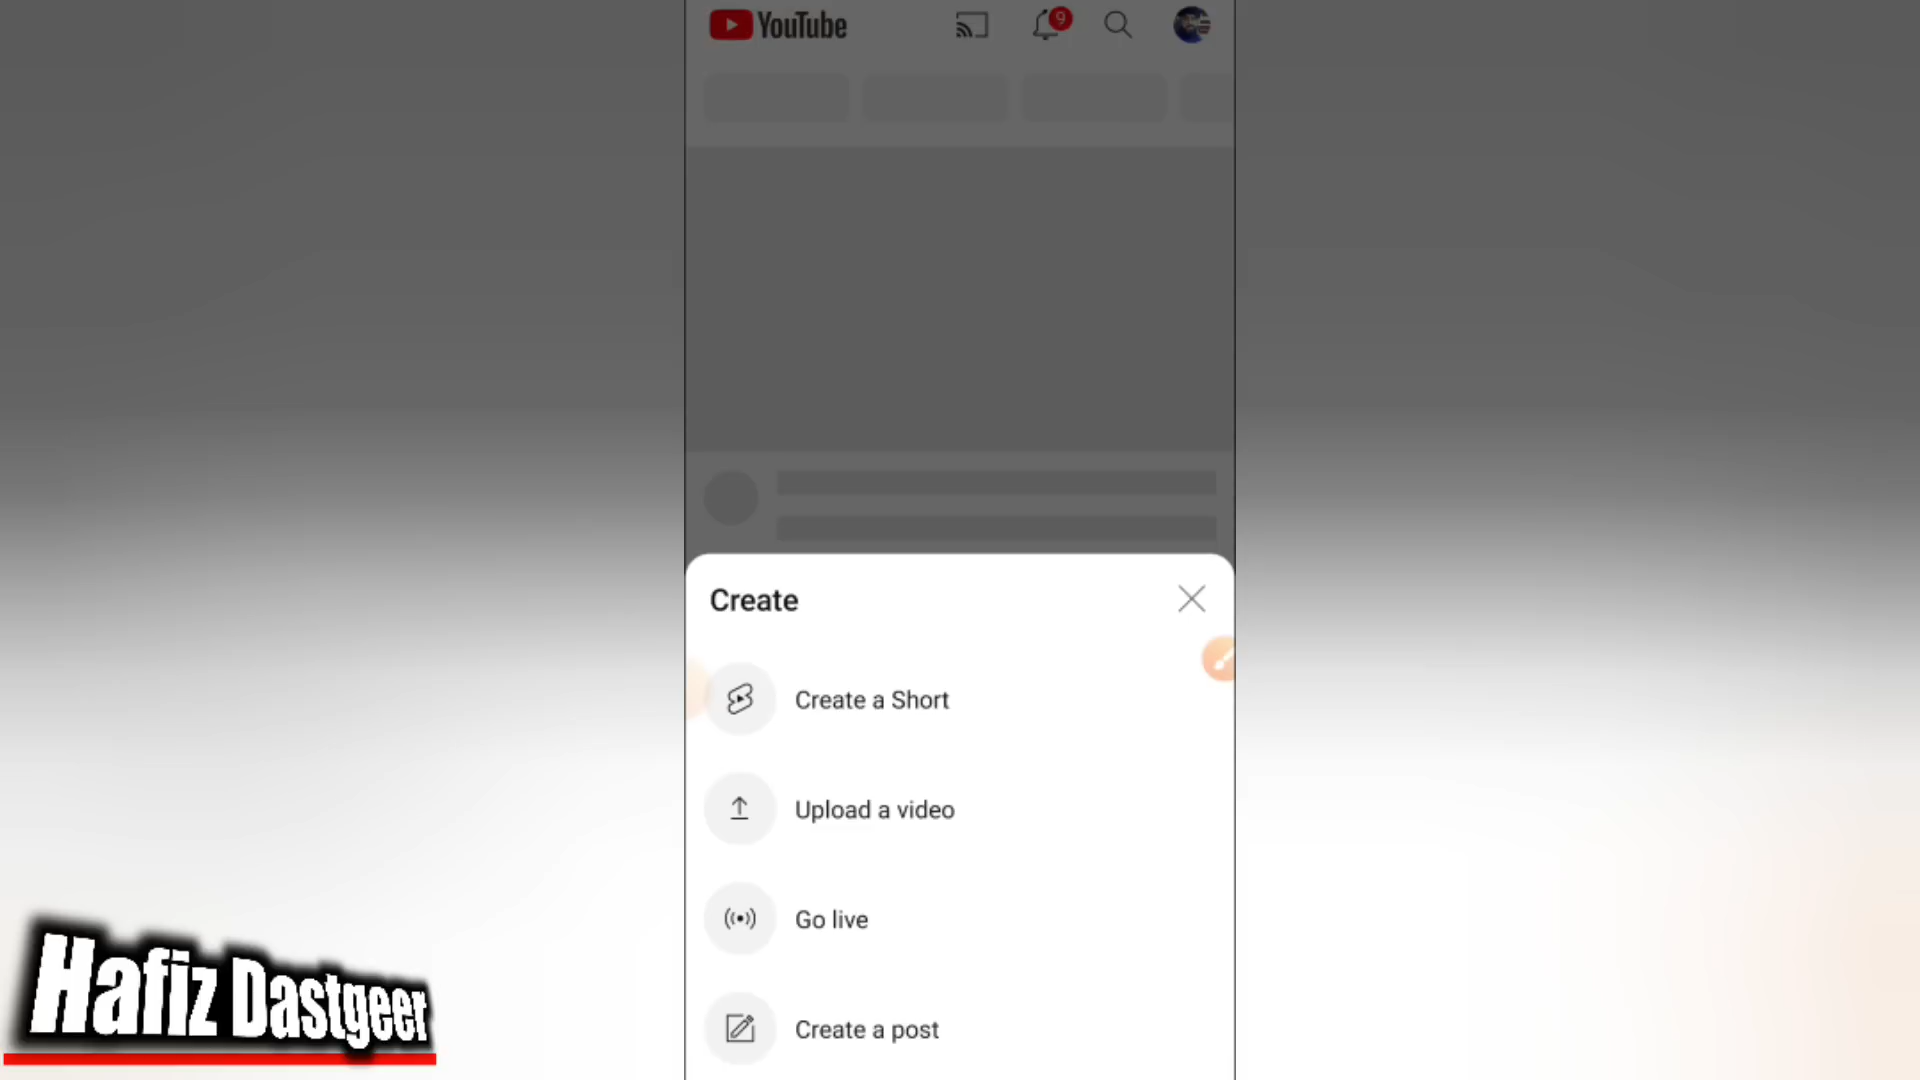 YouTube
9
Create
Create a Short
Upload a video
Go live
Create a post
Hafiz Dastgeer